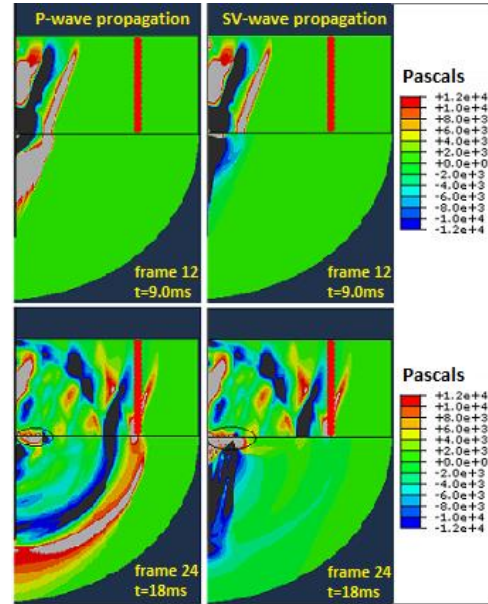 P-wave propagation
SV-wave propagation
Pascals
+1.2e+4
+1.0e+4
+8.0e+3
+6.0e+3
+4.0e+3
+2.0e+3
+0.0e+0
-2.0e+3
-4.0e+3
-6.0e+3
-8.0e+3
-1.0e+4
-1.2e+4
frame 12
t=9.0ms
frame 12
t=9.0ms
Pascals
+1.2e+4
+1.0e+4
+8.0e+3
+6.0e+3
+4.0e+3
+2.0e+3
+0.0e+0
-2.0e+3
-4.0e+3
-6.0e+3
-8.0e+3
-1.0e+4
-1.2e+4
frame 24
t=18ms
frame 24
t=18ms